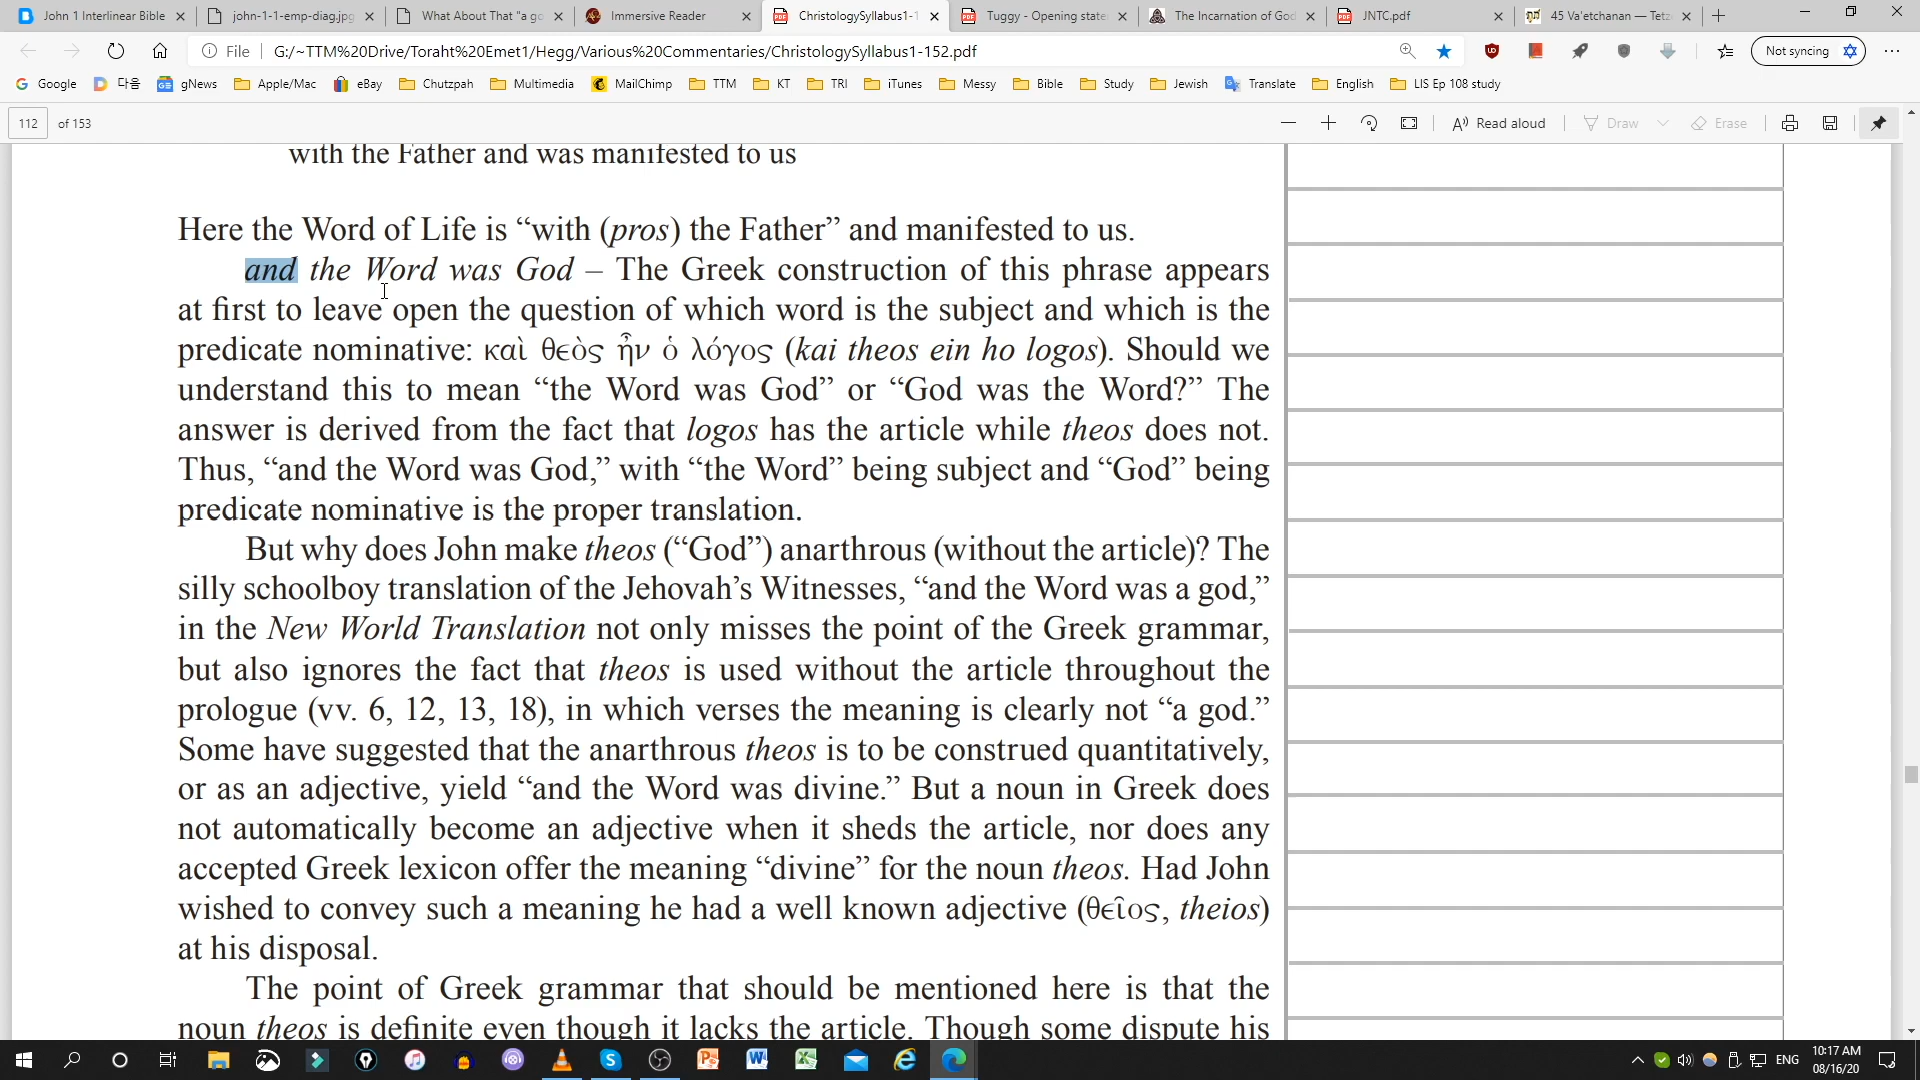 John 1 Interlinear Bible
john-1-1-emp-diag.jpg
What About That "a go
Immersive Reader
ChristologySyllabus1-1
Tuggy - Opening state
The Incarnation of God
JNTC.pdf
45 Va'etchanan — Tetz
File
G:/~TTM%20Drive/Toraht%20Emet1/Hegg/Various%20Commentaries/ChristologySyllabus1-152.pdf
Not syncing
Google
다음
gNews
Apple/Mac
eBay
Chutzpah
Multimedia
MailChimp
TTM
KT
TRI
iTunes
Messy
Bible
Study
Jewish
Translate
English
LIS Ep 108 study
112 of 153
Read aloud
Draw
Erase
with the Father and was manifested to us
Here the Word of Life is “with (pros) the Father” and manifested to us.
and the Word was God – The Greek construction of this phrase appears
at first to leave open the question of which word is the subject and which is the
predicate nominative: καὶ θεὸς ἦν ὁ λόγος (kai theos ein ho logos). Should we
understand this to mean “the Word was God” or “God was the Word?” The
answer is derived from the fact that logos has the article while theos does not.
Thus, “and the Word was God,” with “the Word” being subject and “God” being
predicate nominative is the proper translation.
But why does John make theos (“God”) anarthrous (without the article)? The
silly schoolboy translation of the Jehovah’s Witnesses, “and the Word was a god,”
in the New World Translation not only misses the point of the Greek grammar,
but also ignores the fact that theos is used without the article throughout the
prologue (vv. 6, 12, 13, 18), in which verses the meaning is clearly not “a god.”
Some have suggested that the anarthrous theos is to be construed quantitatively,
or as an adjective, yield “and the Word was divine.” But a noun in Greek does
not automatically become an adjective when it sheds the article, nor does any
accepted Greek lexicon offer the meaning “divine” for the noun theos. Had John
wished to convey such a meaning he had a well known adjective (θεῖος, theios)
at his disposal.
The point of Greek grammar that should be mentioned here is that the
noun theos is definite even though it lacks the article. Though some dispute his
ENG
10:17 AM
08/16/20